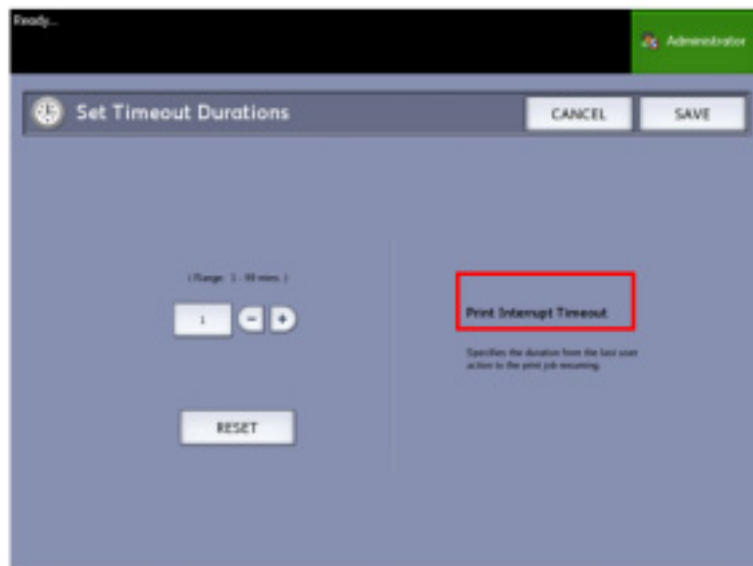 Ready...
Administrator
Set Timeout Durations
CANCEL
SAVE
( Range: 1 - 99 mins. )
1
-
+
RESET
Print Interrupt Timeout
Specifies the duration from the last user
action to the print job resuming.